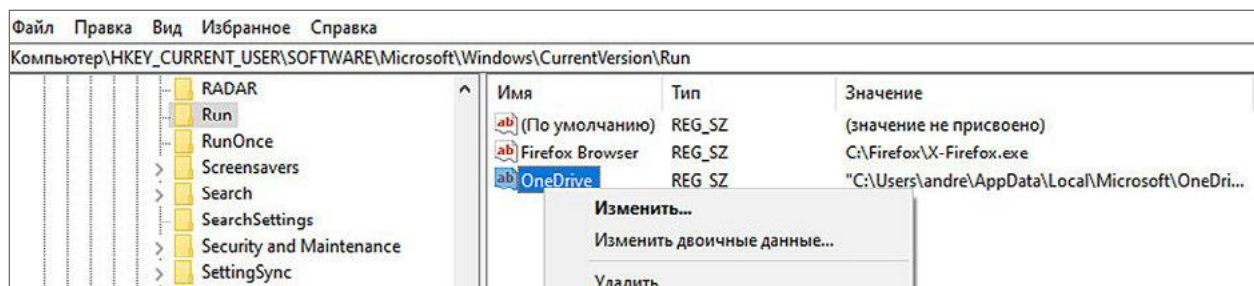 Файл Правка Вид Избранное Справка
Компьютер\HKEY_CURRENT_USER\SOFTWARE\Microsoft\Windows\CurrentVersion\Run
RADAR
Run
RunOnce
Screensavers
Search
SearchSettings
Security and Maintenance
SettingSync
Имя Тип Значение
(По умолчанию) REG_SZ (значение не присвоено)
Firefox Browser REG_SZ C:\Firefox\X-Firefox.exe
OneDrive REG_SZ "C:\Users\andre\AppData\Local\Microsoft\OneDri...
Изменить...
Изменить двоичные данные...
Удалить